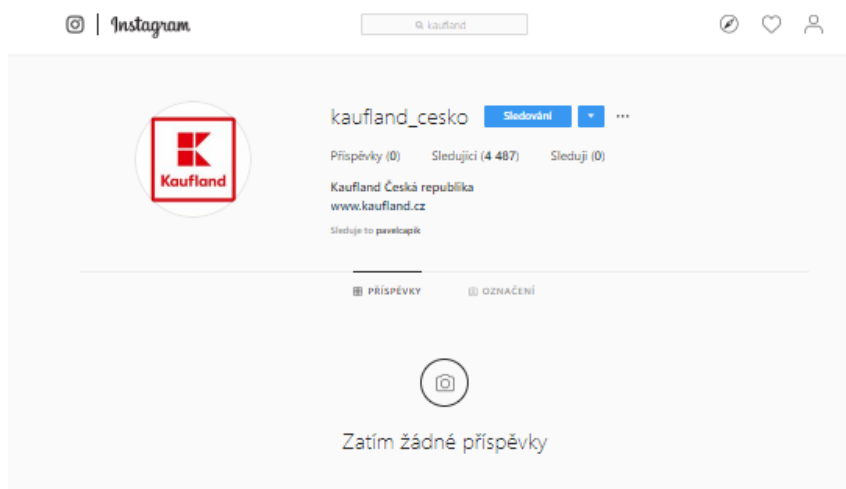 Instagram
kaufland
Kaufland
kaufland_cesko Sledování ...
Příspěvky (0) Sledující (4 487) Sleduji (0)
Kaufland Česká republika
www.kaufland.cz
Sleduje to pavelcapik
PŘÍSPĚVKY OZNAČENÍ
Zatím žádné příspěvky